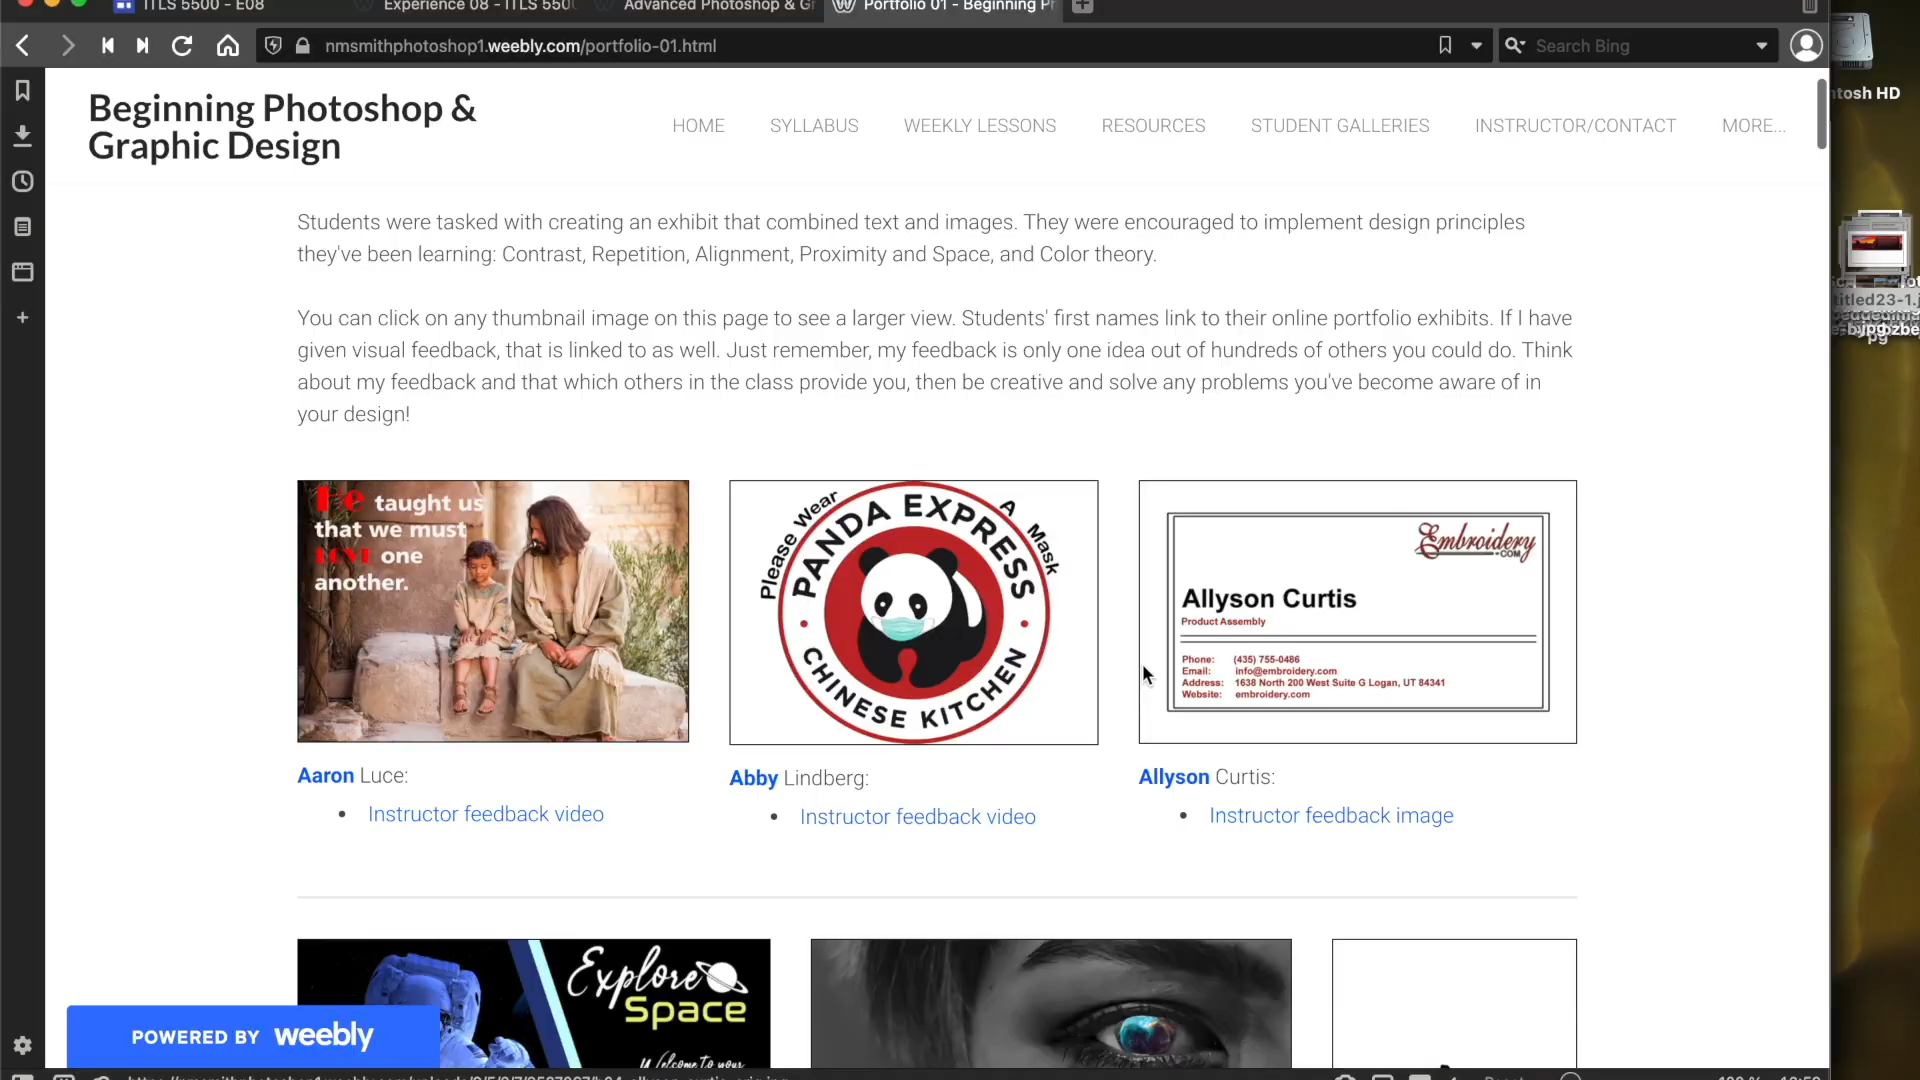 ITLS 5500 - E08
Experience 08 - ITLS 550
Advanced Photoshop & Gr
Portfolio 01 - Beginning P
nmsmithphotoshop1.weebly.com/portfolio-01.html
Search Bing
ntosh HD
Beginning Photoshop &
Graphic Design
HOME
SYLLABUS
WEEKLY LESSONS
RESOURCES
STUDENT GALLERIES
INSTRUCTOR/CONTACT
MORE...
titled23-1.j
Students were tasked with creating an exhibit that combined text and images. They were encouraged to implement design principles
they've been learning: Contrast, Repetition, Alignment, Proximity and Space, and Color theory.
You can click on any thumbnail image on this page to see a larger view. Students' first names link to their online portfolio exhibits. If I have
given visual feedback, that is linked to as well. Just remember, my feedback is only one idea out of hundreds of others you could do. Think
about my feedback and that which others in the class provide you, then be creative and solve any problems you've become aware of in
your design!
He taught us
that we must
LOVE one
another.
Please Wear A Mask
PANDA EXPRESS
CHINESE KITCHEN
Embroidery
.COM
Allyson Curtis
Product Assembly
Phone: (435) 755-0486
Email: info@embroidery.com
Address: 1638 North 200 West Suite G Logan, UT 84341
Website: embroidery.com
Aaron Luce:
• Instructor feedback video
Abby Lindberg:
• Instructor feedback video
Allyson Curtis:
• Instructor feedback image
Explore
Space
Welcome to your
POWERED BY weebly